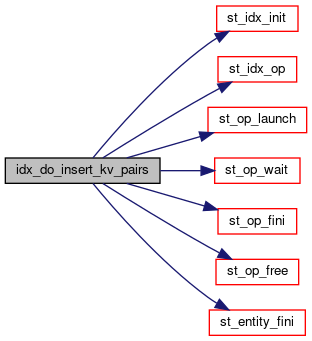 st_idx_init
st_idx_op
st_op_launch
idx_do_insert_kv_pairs
st_op_wait
st_op_fini
st_op_free
st_entity_fini